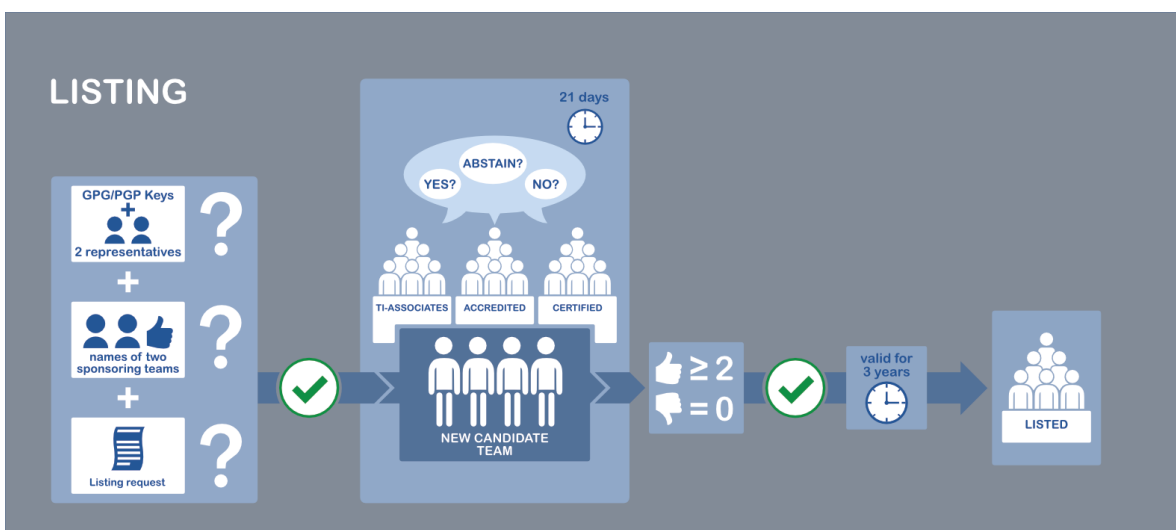 LISTING
GPG/PGP Keys
+
2 representatives
?
+
names of two
sponsoring teams
?
+
Listing request
?
21 days
ABSTAIN?
YES?
NO?
TI-ASSOCIATES
ACCREDITED
CERTIFIED
NEW CANDIDATE
TEAM
≥ 2
= 0
valid for
3 years
LISTED